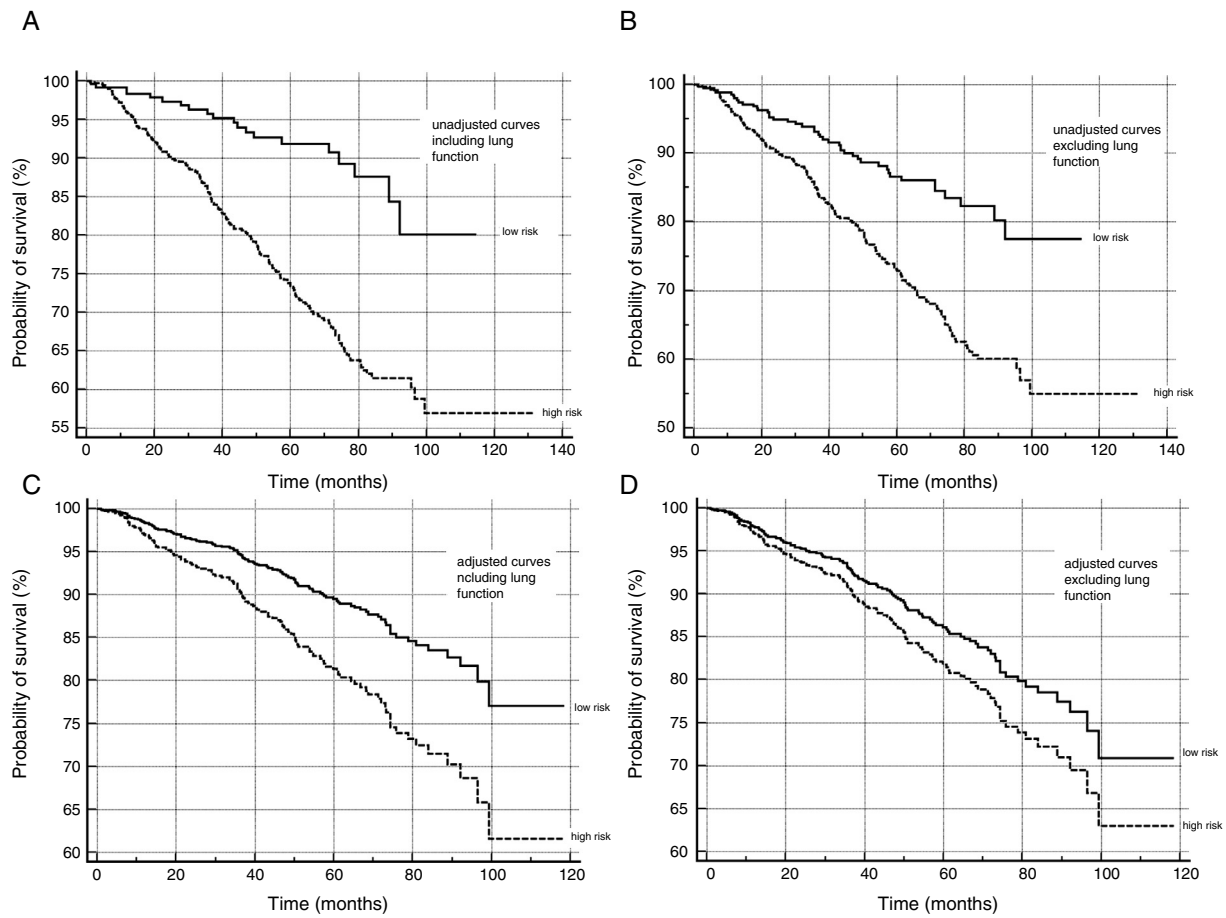 A
Probability of survival (%)
100
95
90
85
80
75
70
65
60
55
unadjusted curves
including lung
function
low risk
high risk
0 20 40 60 80 100 120 140
Time (months)
B
Probability of survival (%)
100
90
80
70
60
50
unadjusted curves
excluding lung
function
low risk
high risk
0 20 40 60 80 100 120 140
Time (months)
C
Probability of survival (%)
100
95
90
85
80
75
70
65
60
adjusted curves
ncluding lung
function
low risk
high risk
0 20 40 60 80 100 120
Time (months)
D
Probability of survival (%)
100
95
90
85
80
75
70
65
60
adjusted curves
excluding lung
function
low risk
high risk
0 20 40 60 80 100 120
Time (months)